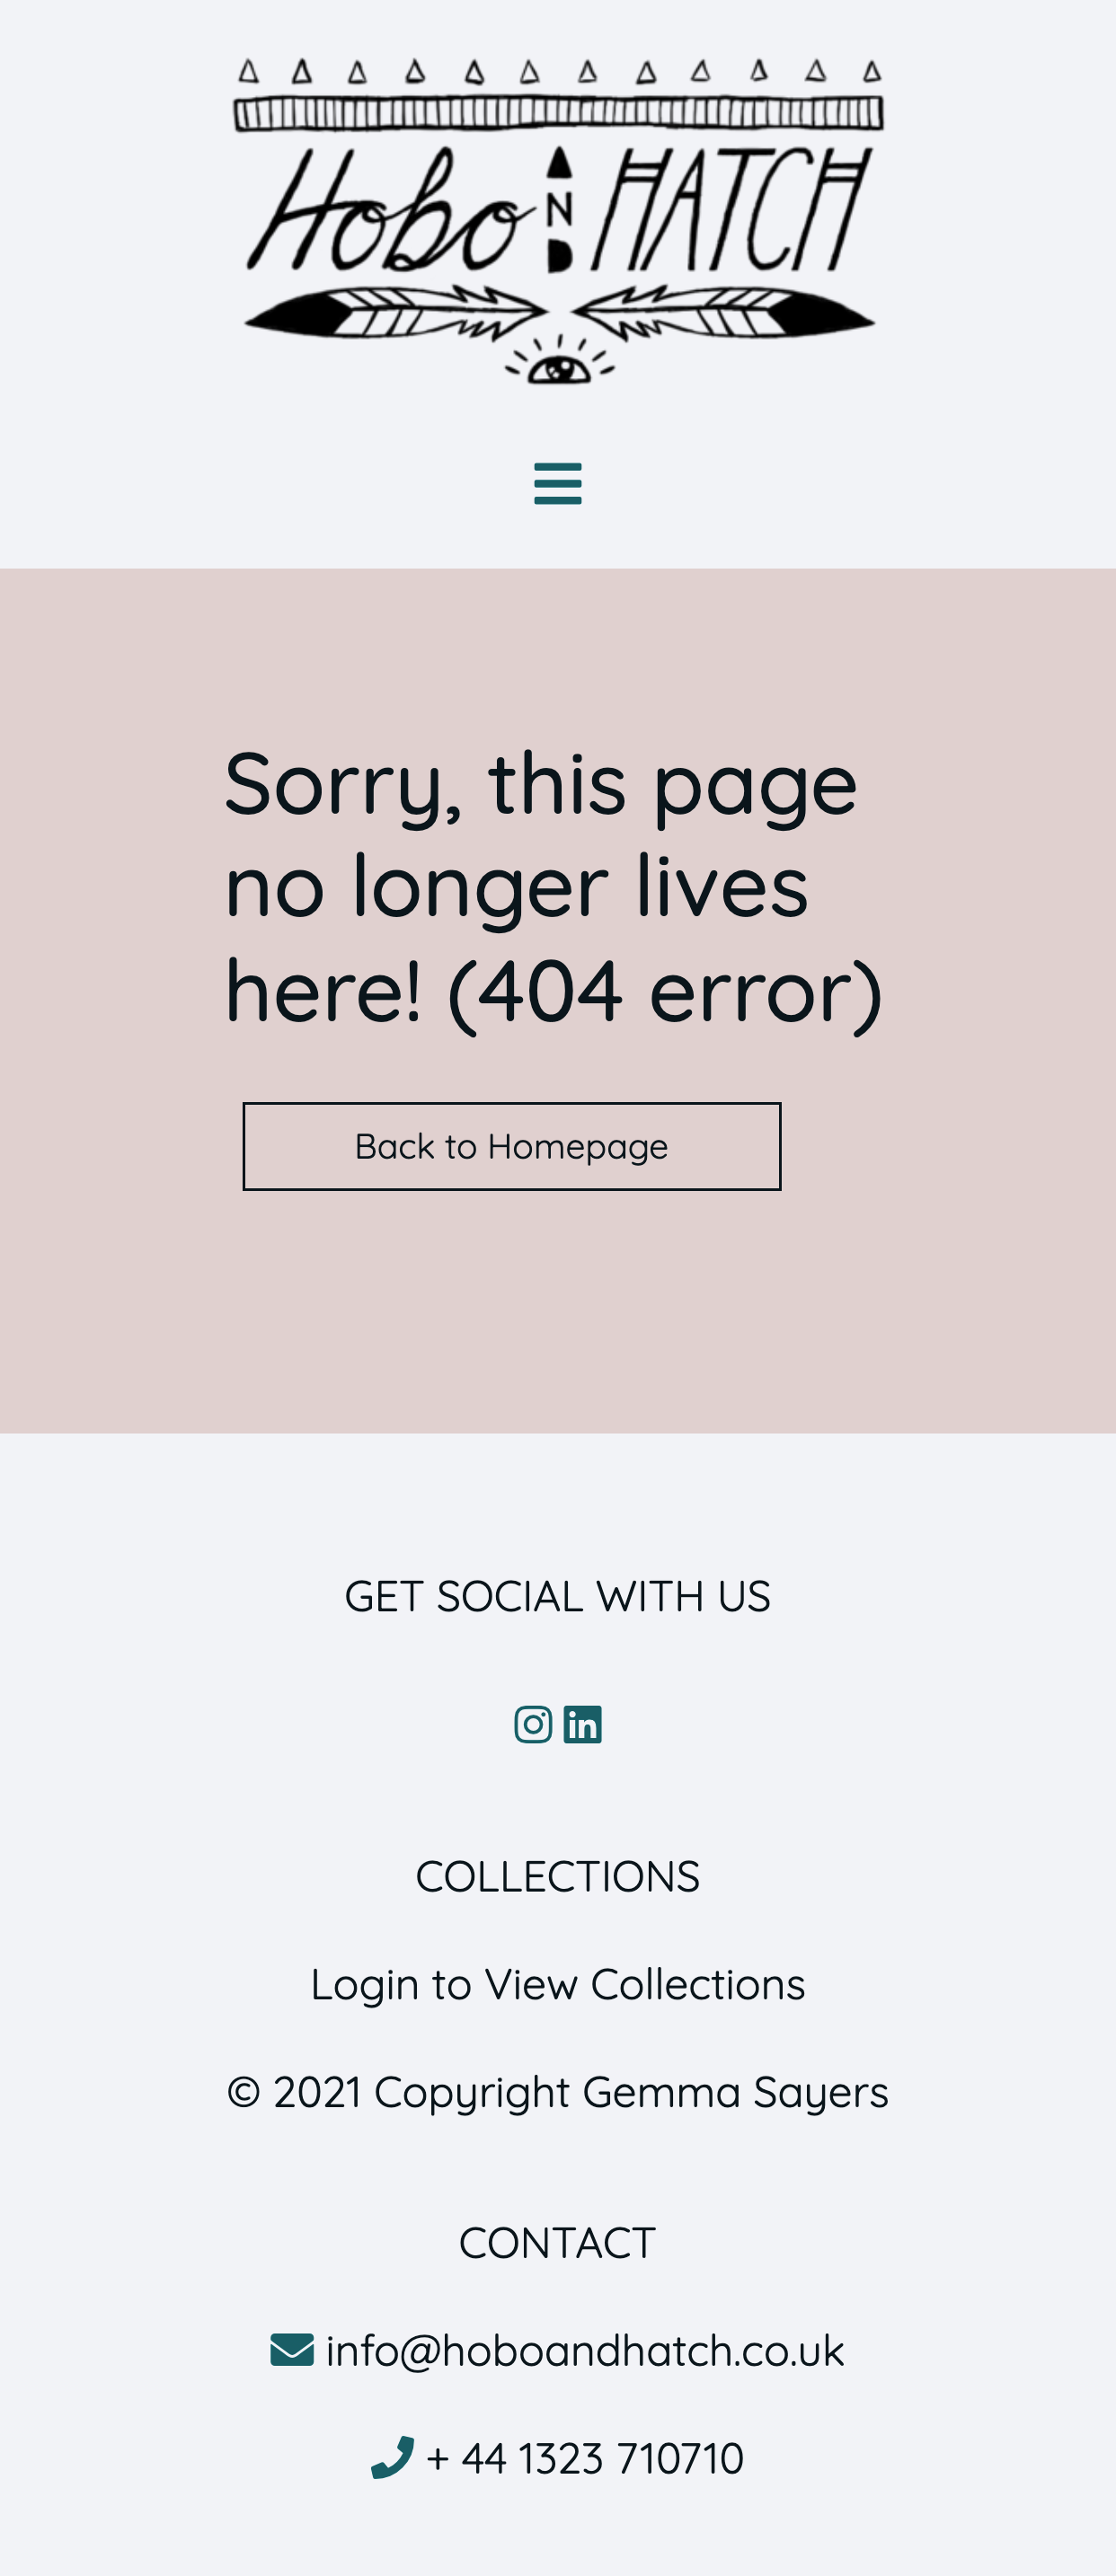 Hobo AND HATCH
Sorry, this page
no longer lives
here! (404 error)
Back to Homepage
GET SOCIAL WITH US
in
COLLECTIONS
Login to View Collections
© 2021 Copyright Gemma Sayers
CONTACT
info@hoboandhatch.co.uk
+ 44 1323 710710